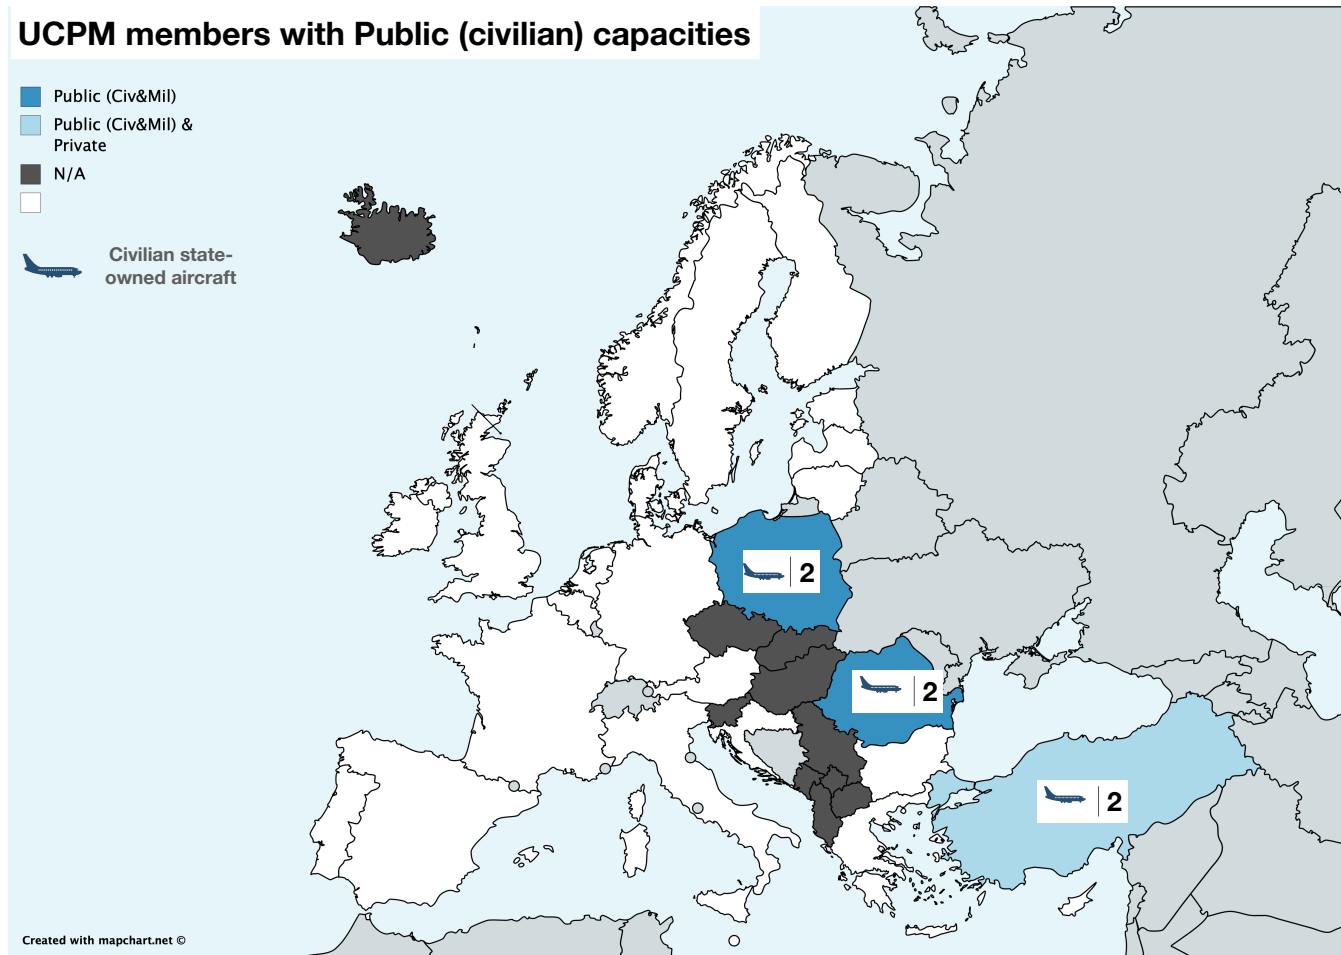 UCPM members with Public (civilian) capacities
Public (Civ&Mil)
Public (Civ&Mil) &
Private
N/A
Civilian state-
owned aircraft
2
2
2
Created with mapchart.net ©